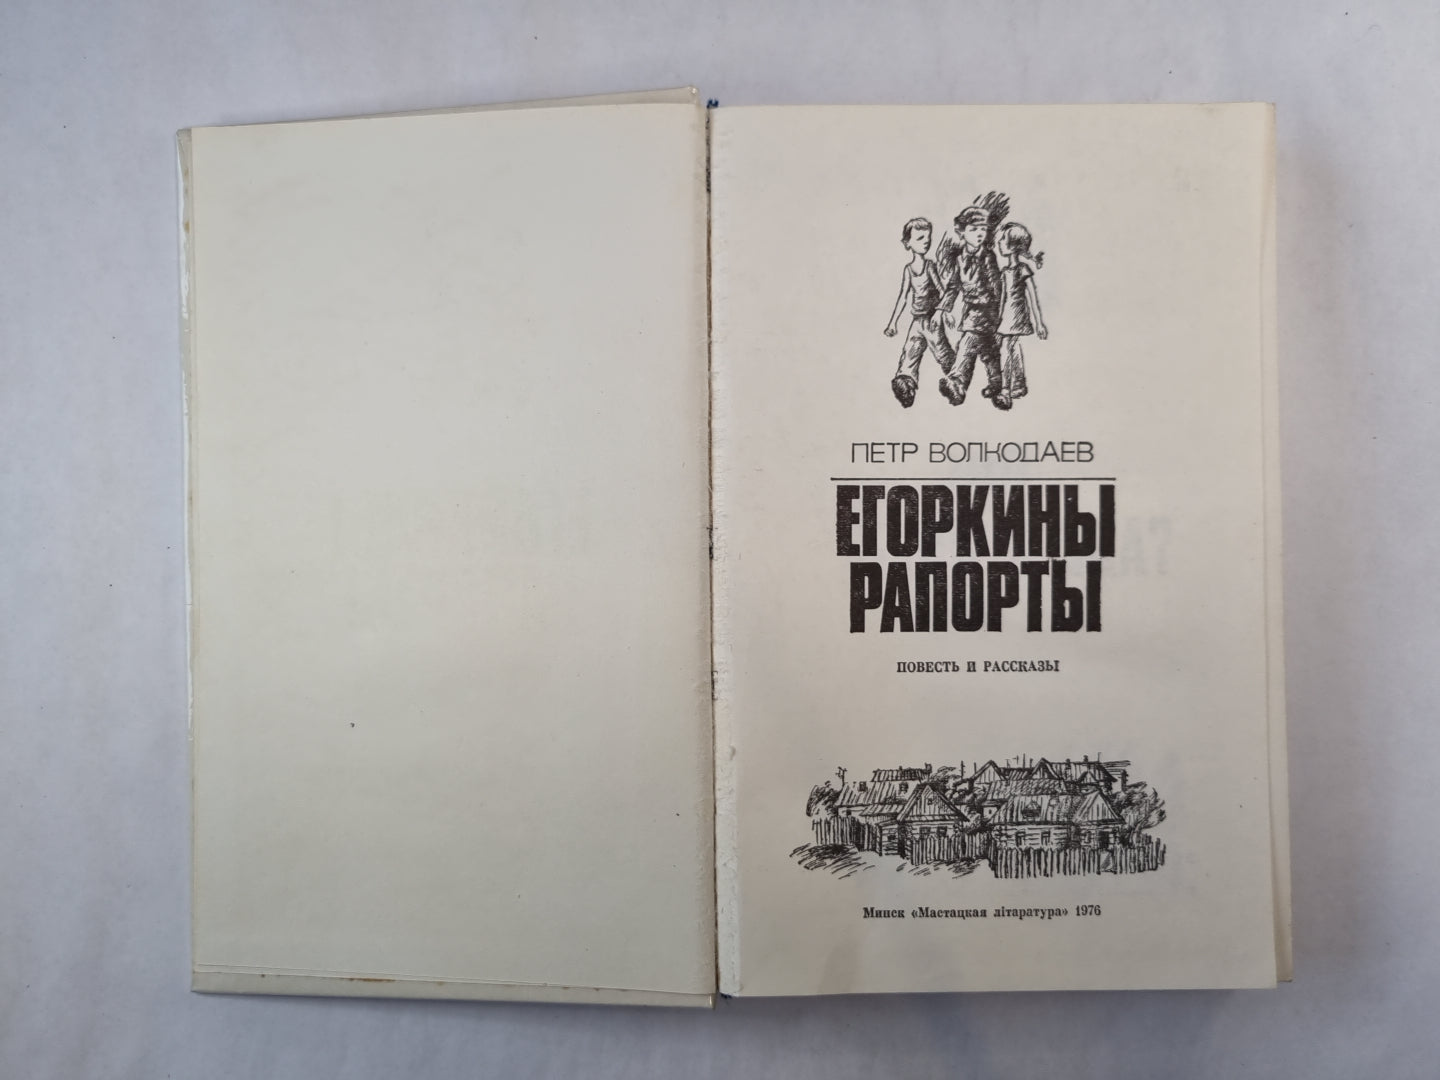 ПЕТР ВОЛКОДАЕВ
ЕГОРКИНЫ
РАПОРТЫ
ПОВЕСТЬ И РАССКАЗЫ
Минск «Мастацкая літаратура» 1976